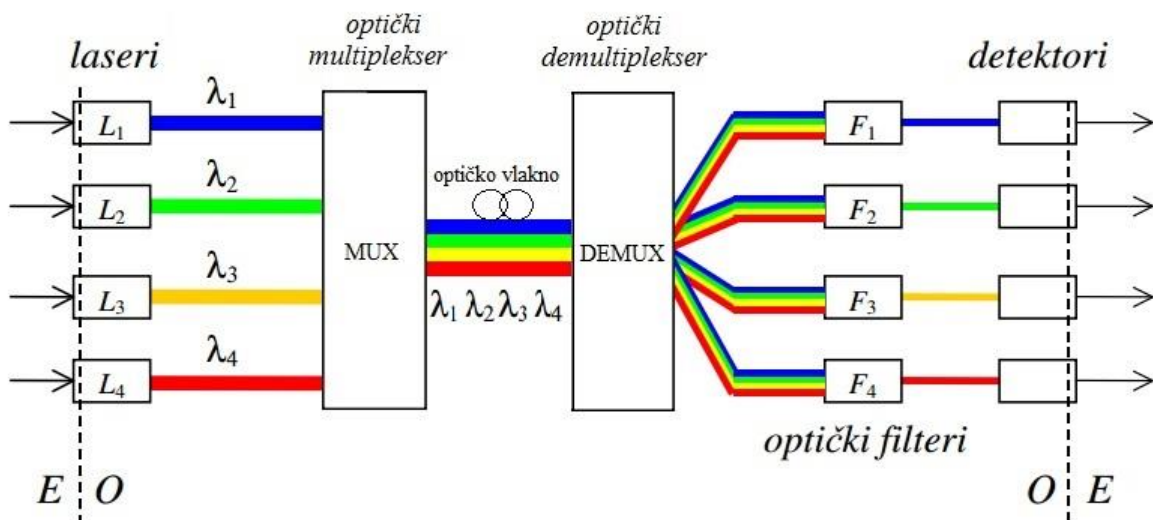 optički
multiplekser
optički
demultiplekser
laseri
detektori
λ1
L1
F1
λ2
L2
optičko vlakno
F2
MUX
DEMUX
λ3
L3
λ1 λ2 λ3 λ4
F3
λ4
L4
F4
optički filteri
E O
O E